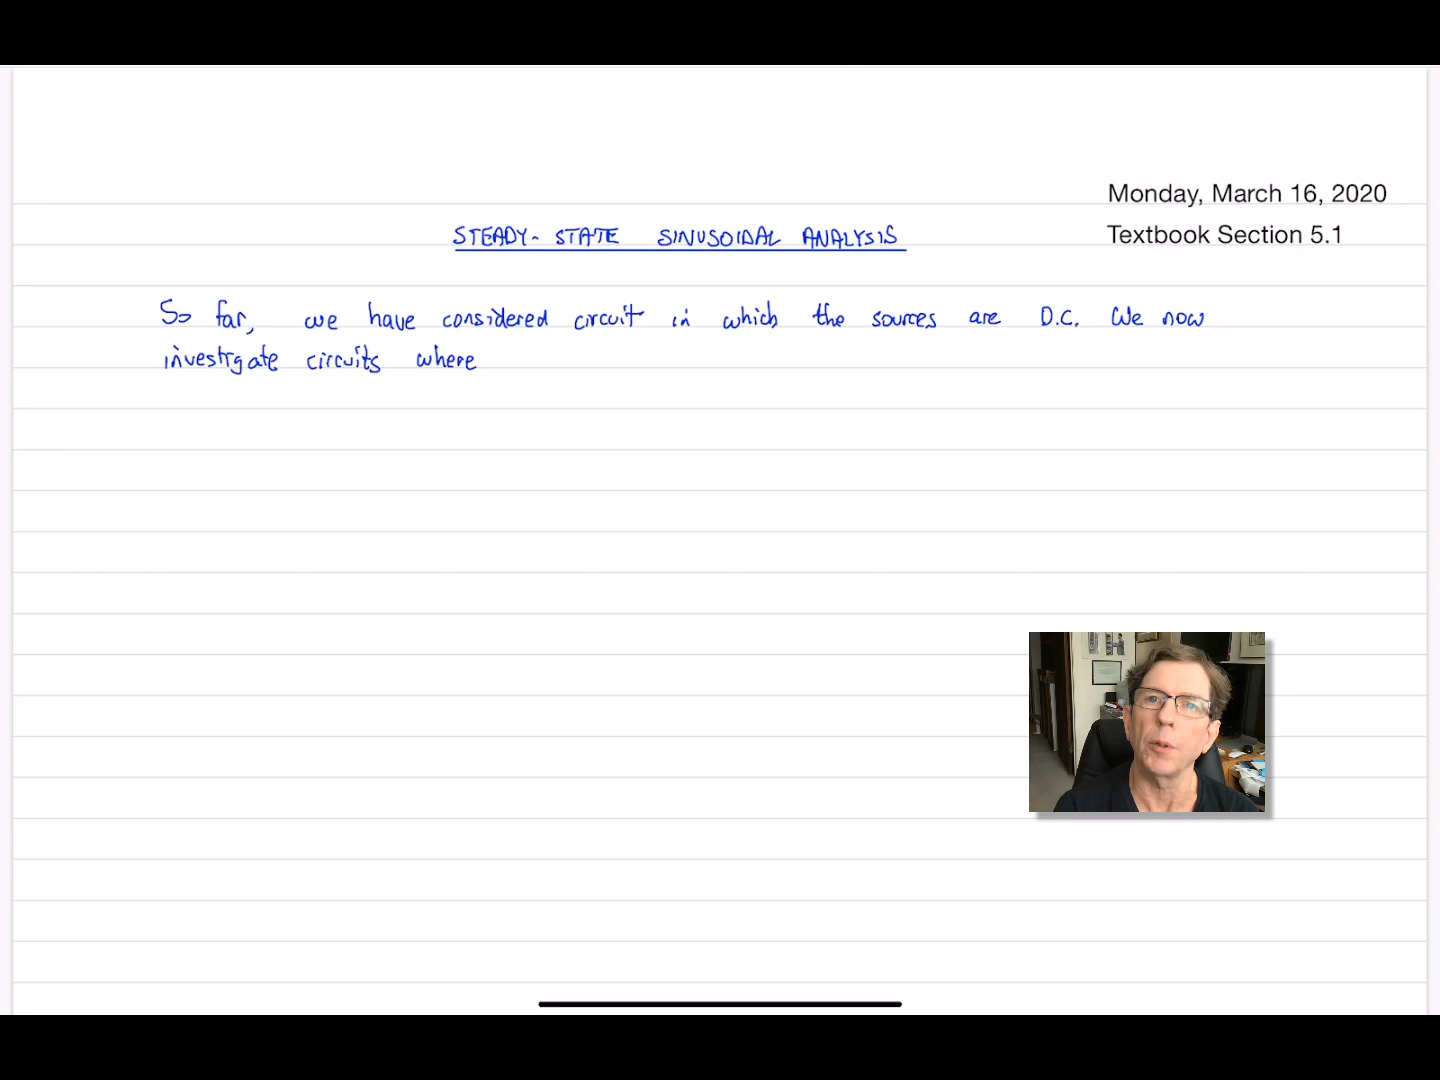 Monday, March 16, 2020
STEADY-STATE SINUSOIDAL ANALYSIS
Textbook Section 5.1
So far, we have considered circuit in which the sources are D.C. We now
investigate circuits where